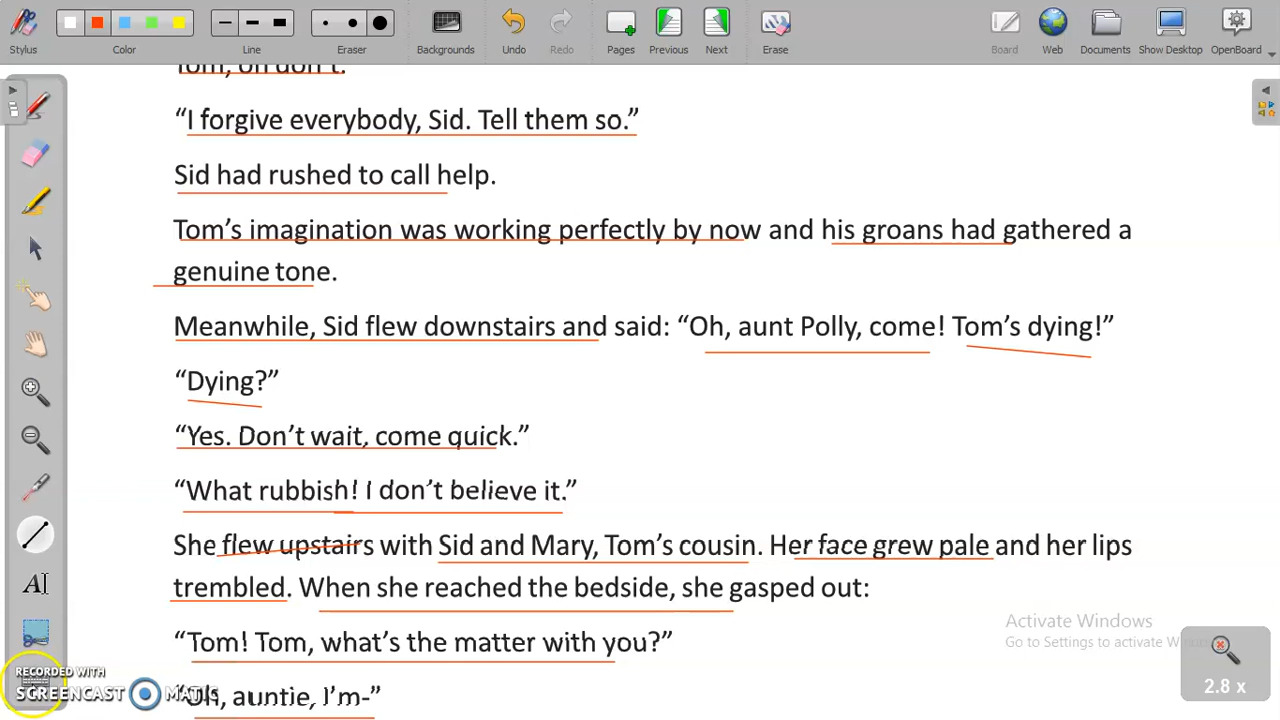 Stylus
Color
Line
Eraser
Backgrounds
Undo
Redo
Pages
Previous
Next
Erase
Board
Web
Documents
Show Desktop
OpenBoard
Tom, oh don't.
“I forgive everybody, Sid. Tell them so.”
Sid had rushed to call help.
Tom’s imagination was working perfectly by now and his groans had gathered a
genuine tone.
Meanwhile, Sid flew downstairs and said: “Oh, aunt Polly, come! Tom’s dying!”
“Dying?”
“Yes. Don’t wait, come quick.”
“What rubbish! I don’t believe it.”
She flew upstairs with Sid and Mary, Tom’s cousin. Her face grew pale and her lips
trembled. When she reached the bedside, she gasped out:
“Tom! Tom, what’s the matter with you?”
“Oh, auntie, I’m-”
Activate Windows
Go to Settings to activate
2.8 x
RECORDED WITH
SCREENCAST MATIC